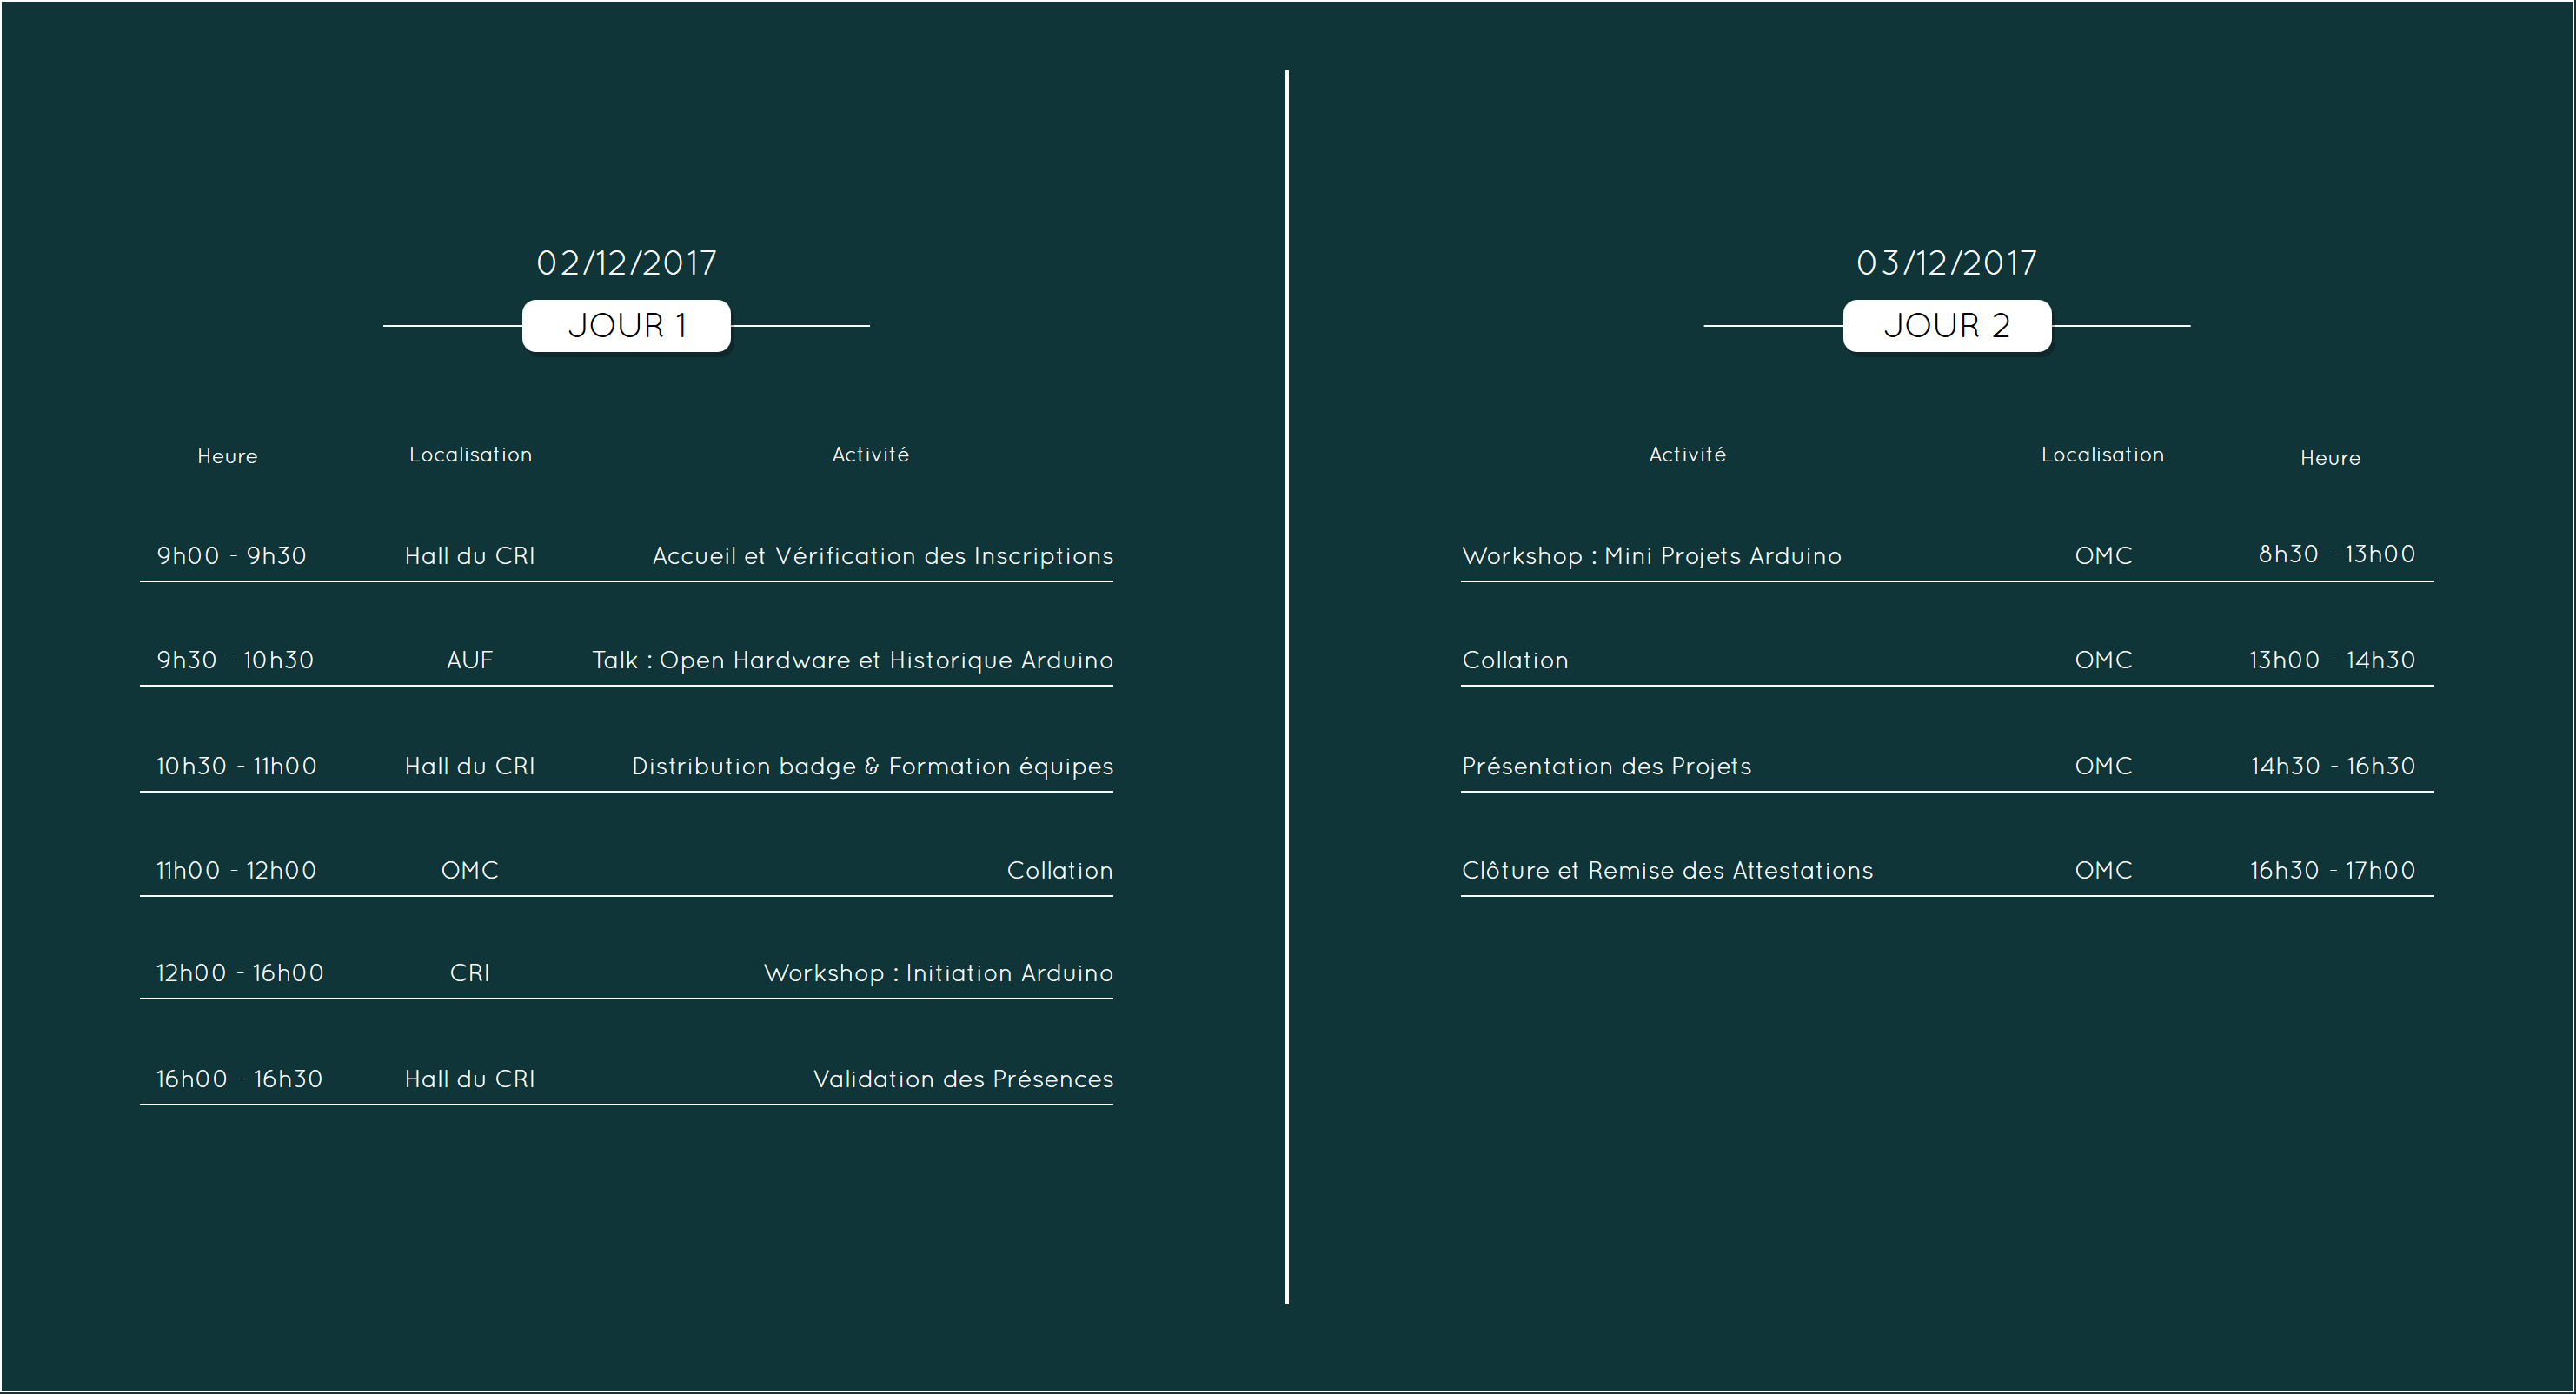 02/12/2017
JOUR 1
Heure Localisation Activité
9h00 - 9h30 Hall du CRI Accueil et Vérification des Inscriptions
9h30 - 10h30 AUF Talk : Open Hardware et Historique Arduino
10h30 - 11h00 Hall du CRI Distribution badge & Formation équipes
11h00 - 12h00 OMC Collation
12h00 - 16h00 CRI Workshop : Initiation Arduino
16h00 - 16h30 Hall du CRI Validation des Présences
03/12/2017
JOUR 2
Activité Localisation Heure
Workshop : Mini Projets Arduino OMC 8h30 - 13h00
Collation OMC 13h00 - 14h30
Présentation des Projets OMC 14h30 - 16h30
Clôture et Remise des Attestations OMC 16h30 - 17h00